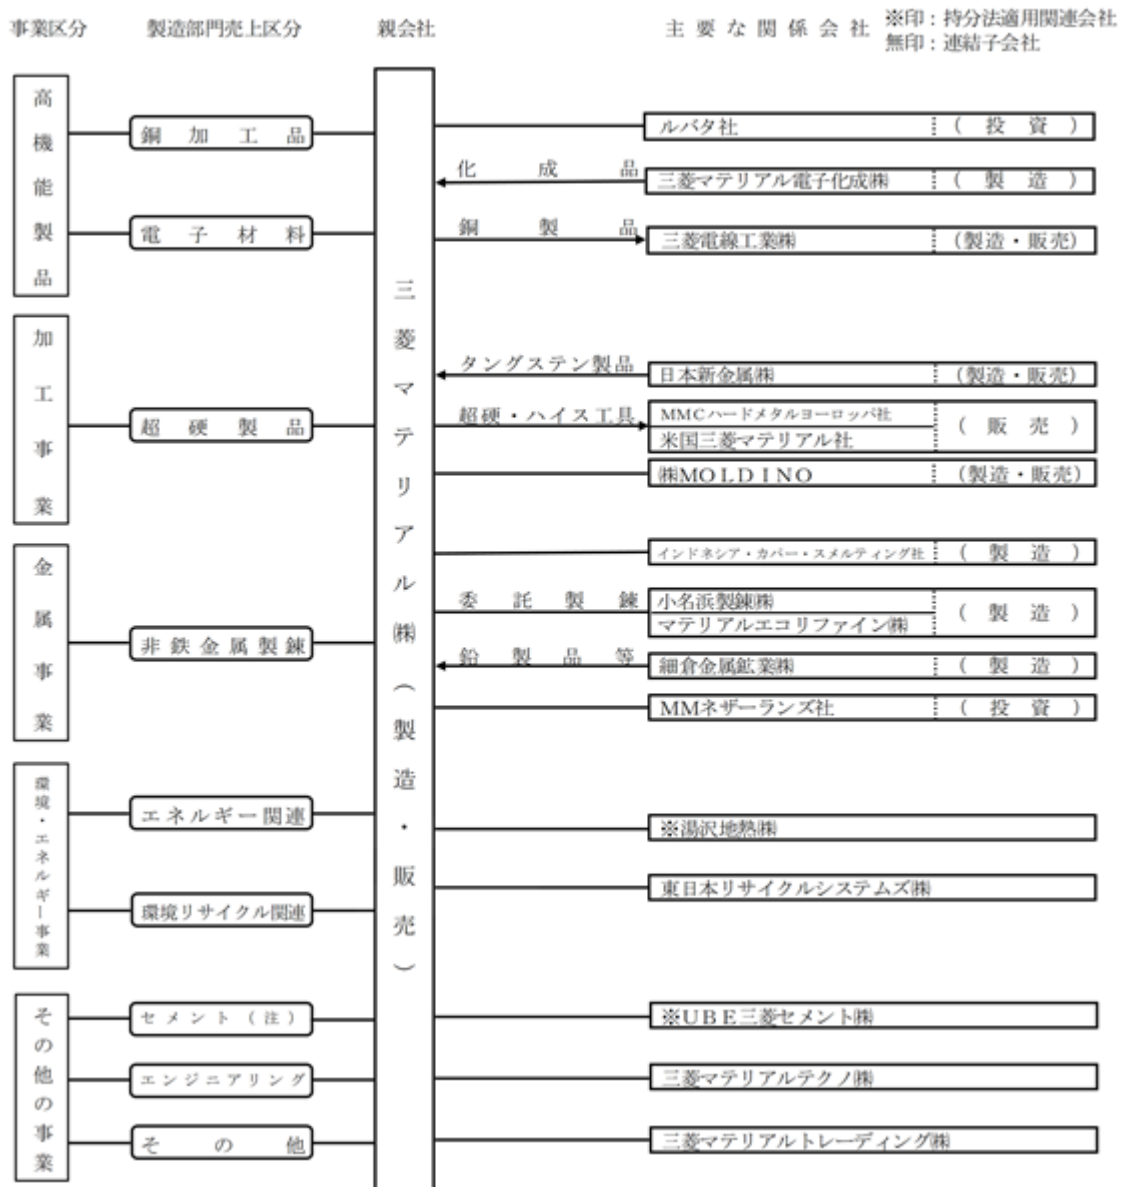 事業区分 製造部門売上区分 親会社 主要な関係会社 ※印：持分法適用関連会社
無印：連結子会社
高機能製品
銅加工品
電子材料
加工事業
超硬製品
金属事業
非鉄金属製錬
環境・エネルギー事業
エネルギー関連
環境リサイクル関連
その他の事業
セメント（注）
エンジニアリング
その他
三菱マテリアル㈱（製造・販売）
ルバタ社 （投資）
化成品 三菱マテリアル電子化成㈱ （製造）
銅製品 三菱電線工業㈱ （製造・販売）
タングステン製品 日本新金属㈱ （製造・販売）
超硬・ハイス工具 MMCハードメタルヨーロッパ社
米国三菱マテリアル社 （販売）
㈱MOLDINO （製造・販売）
インドネシア・カパー・スメルティング社 （製造）
委託製錬 小名浜製錬㈱
マテリアルエコリファイン㈱ （製造）
鉛製品等 細倉金属鉱業㈱ （製造）
MMネザーランズ社 （投資）
※湯沢地熱㈱
東日本リサイクルシステムズ㈱
※UBE三菱セメント㈱
三菱マテリアルテクノ㈱
三菱マテリアルトレーディング㈱